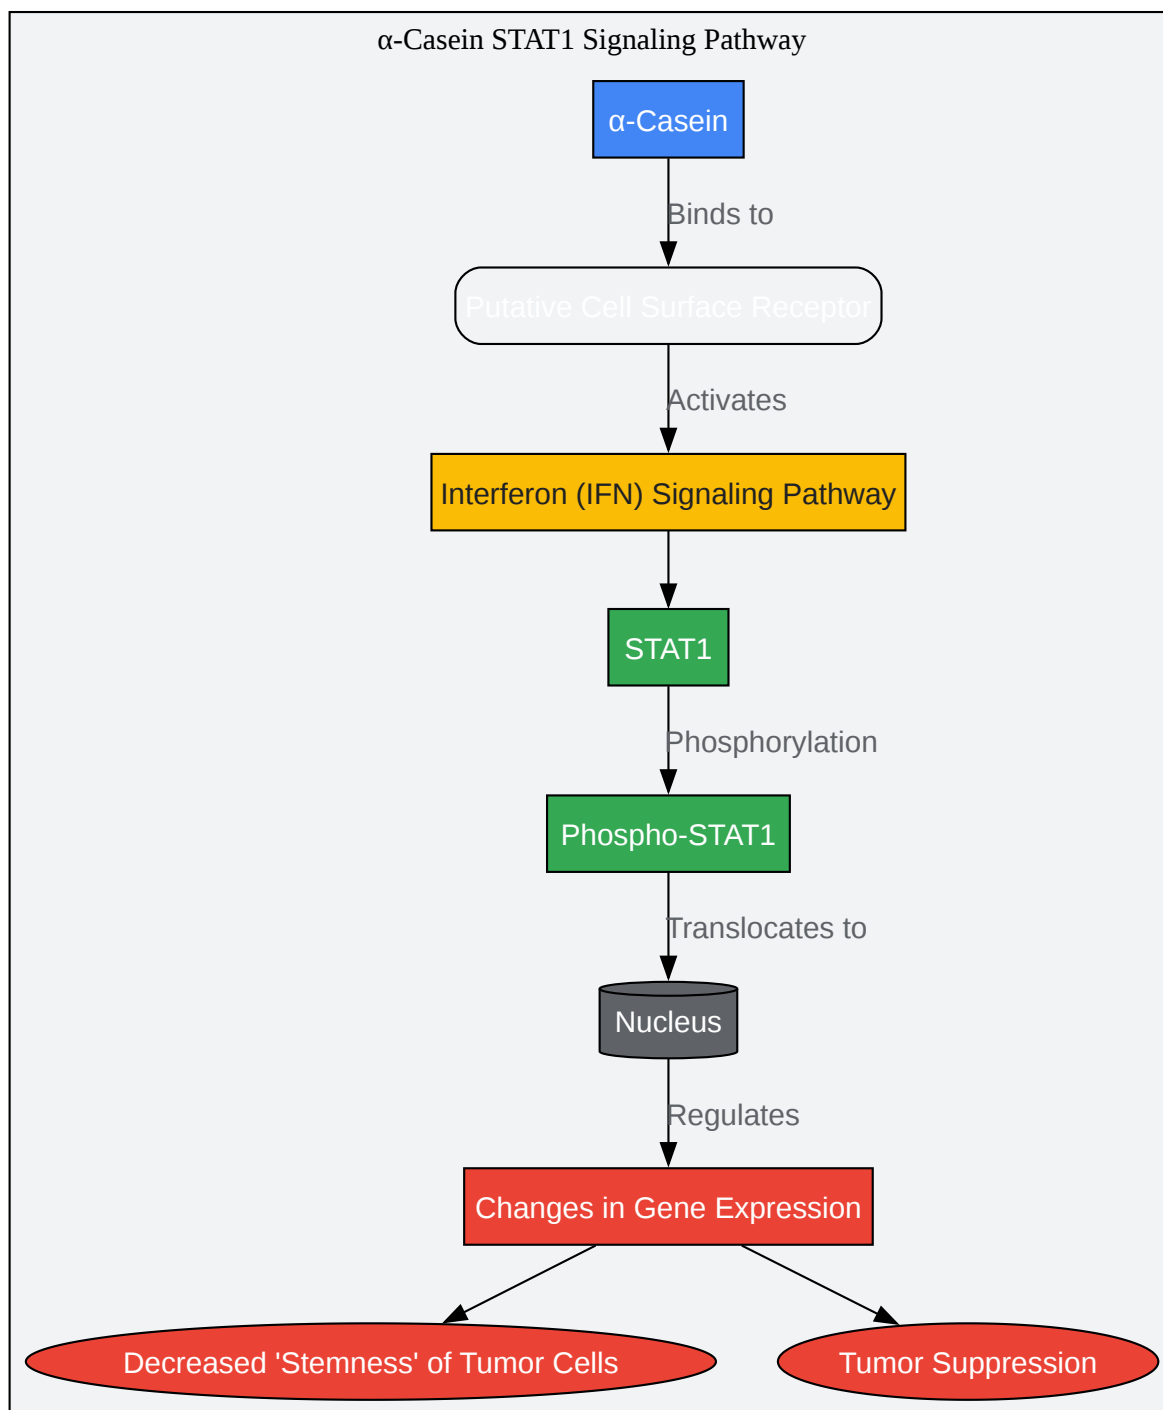 α-Casein STAT1 Signaling Pathway
α-Casein
Binds to
Putative Cell Surface Receptor
Activates
Interferon (IFN) Signaling Pathway
STAT1
Phosphorylation
Phospho-STAT1
Translocates to
Nucleus
Regulates
Changes in Gene Expression
Decreased 'Stemness' of Tumor Cells
Tumor Suppression